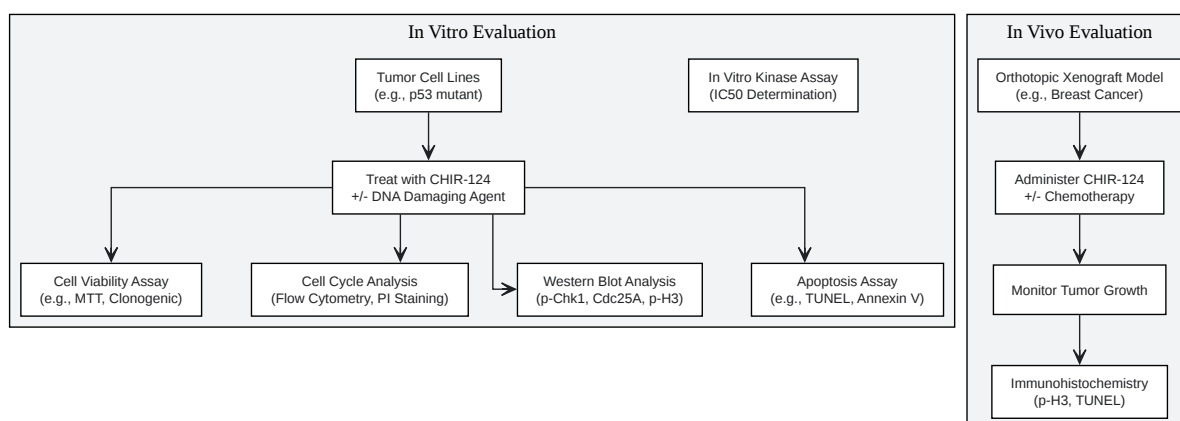 In Vitro Evaluation
Tumor Cell Lines
(e.g., p53 mutant)
In Vitro Kinase Assay
(IC50 Determination)
Treat with CHIR-124
+/- DNA Damaging Agent
Cell Viability Assay
(e.g., MTT, Clonogenic)
Cell Cycle Analysis
(Flow Cytometry, PI Staining)
Western Blot Analysis
(p-Chk1, Cdc25A, p-H3)
Apoptosis Assay
(e.g., TUNEL, Annexin V)
In Vivo Evaluation
Orthotopic Xenograft Model
(e.g., Breast Cancer)
Administer CHIR-124
+/- Chemotherapy
Monitor Tumor Growth
Immunohistochemistry
(p-H3, TUNEL)